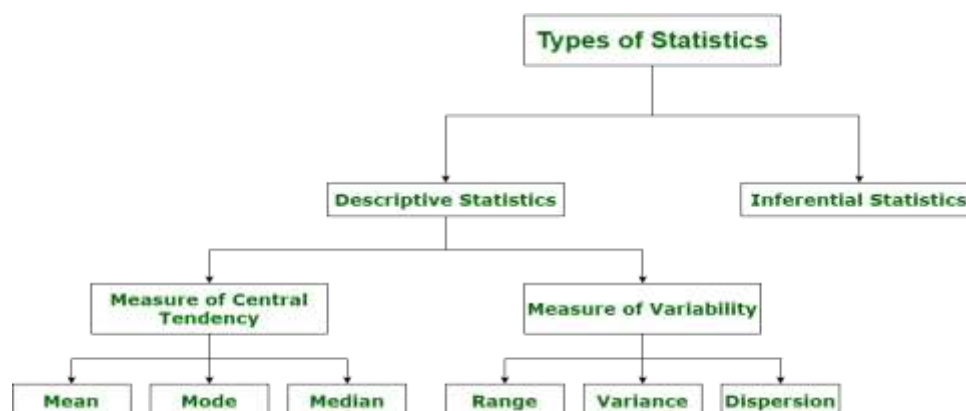 Types of Statistics
Descriptive Statistics
Inferential Statistics
Measure of Central
Tendency
Measure of Variability
Mean
Mode
Median
Range
Variance
Dispersion